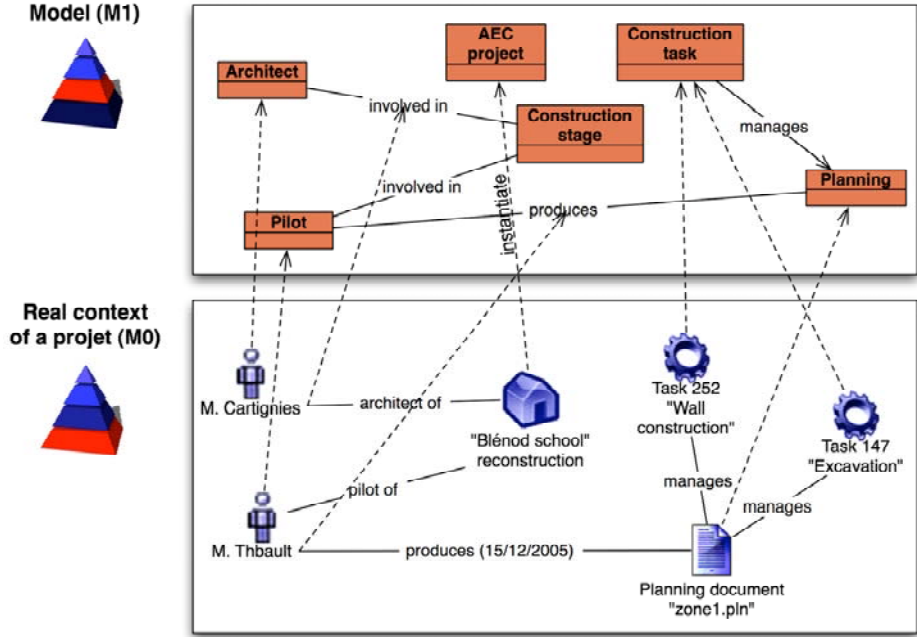 Model (M1)
Architect
AEC
project
Construction
task
involved in
Construction
stage
manages
involved in
instantiate
Planning
produces
Pilot
Real context
of a projet (M0)
M. Cartignies
architect of
"Blénod school"
reconstruction
Task 252
"Wall
construction"
Task 147
"Excavation"
pilot of
manages
manages
M. Thbault
produces (15/12/2005)
Planning document
"zone1.pln"